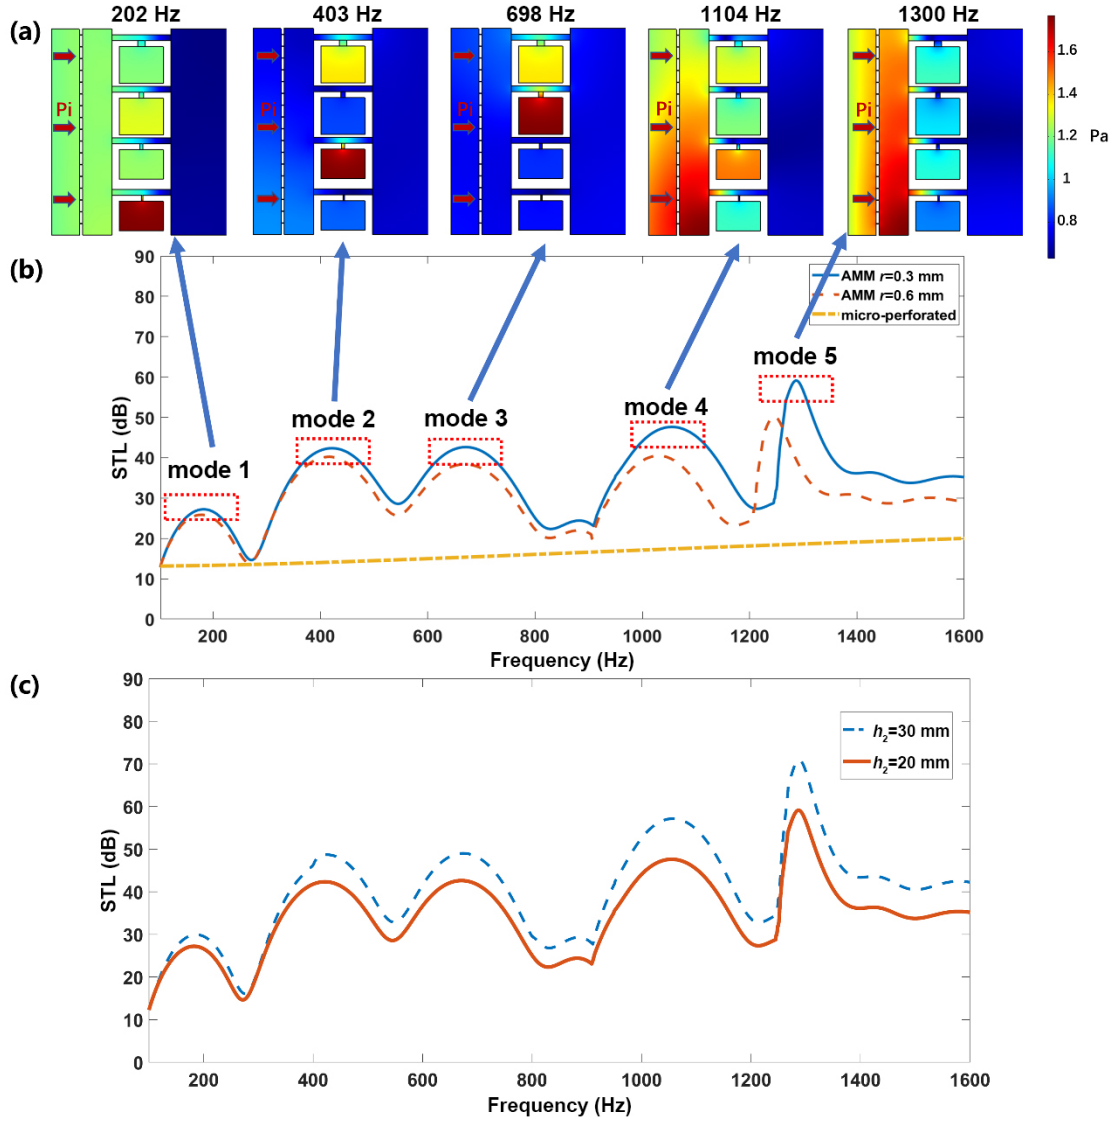 (a)
202 Hz 403 Hz 698 Hz 1104 Hz 1300 Hz
Pi Pi Pi Pi Pi
1.6
1.4
1.2
1
0.8
Pa
(b)
90
80
70
60
50
40
30
20
10
0
STL (dB)
AMM r=0.3 mm
AMM r=0.6 mm
micro-perforated
mode 1
mode 2
mode 3
mode 4
mode 5
200 400 600 800 1000 1200 1400 1600
Frequency (Hz)
(c)
90
80
70
60
50
40
30
20
10
0
STL (dB)
h2=30 mm
h2=20 mm
200 400 600 800 1000 1200 1400 1600
Frequency (Hz)